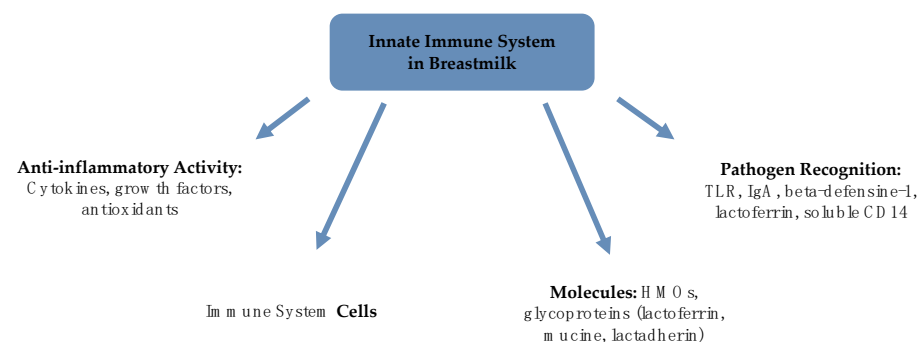 Innate Immune System
in Breastmilk
Anti-inflammatory Activity:
Cytokines, growth factors,
antioxidants
Pathogen Recognition:
TLR, IgA, beta-defensine-1,
lactoferrin, soluble CD14
Immune System Cells
Molecules: HMOs,
glycoproteins (lactoferrin,
mucine, lactadherin)